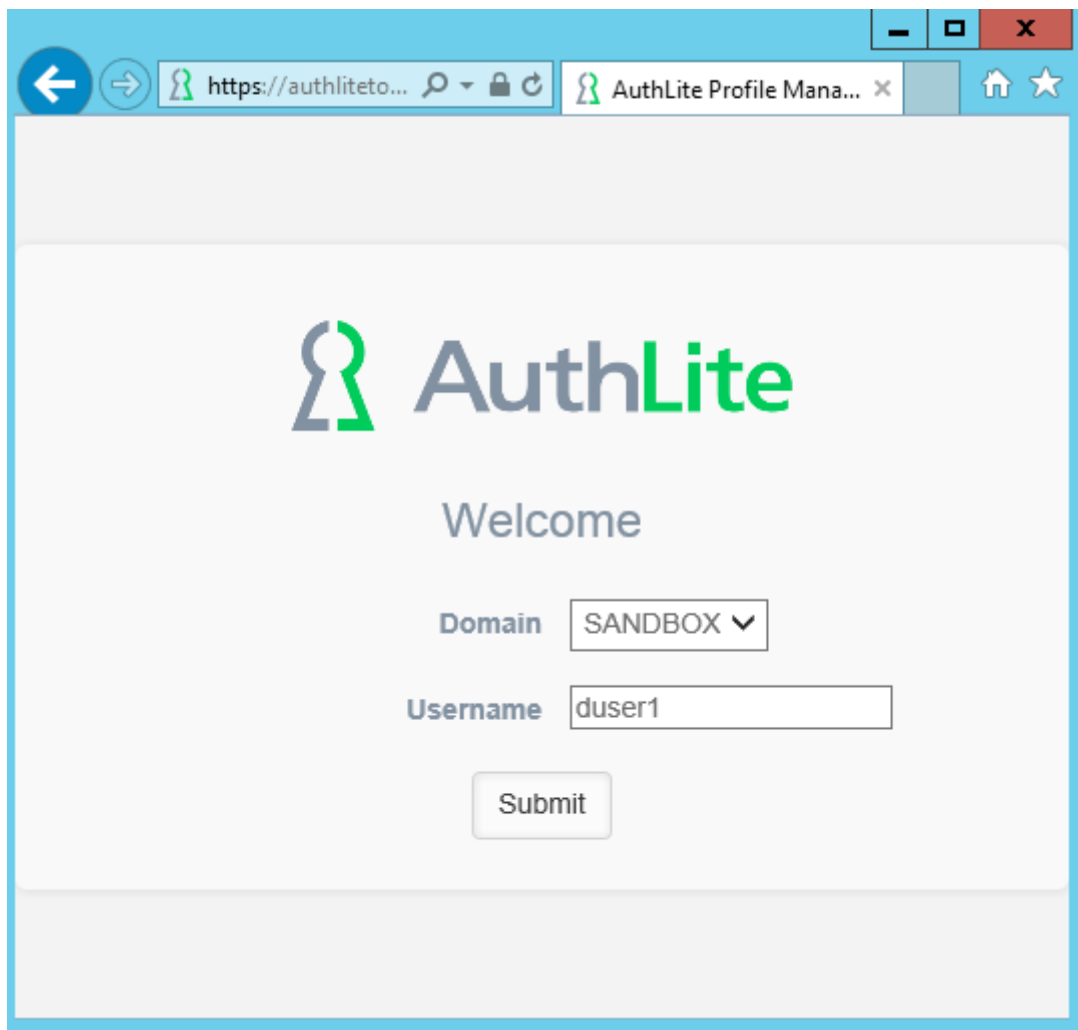 https://authliteto...
AuthLite Profile Mana...
AuthLite
Welcome
Domain SANDBOX
Username duser1
Submit